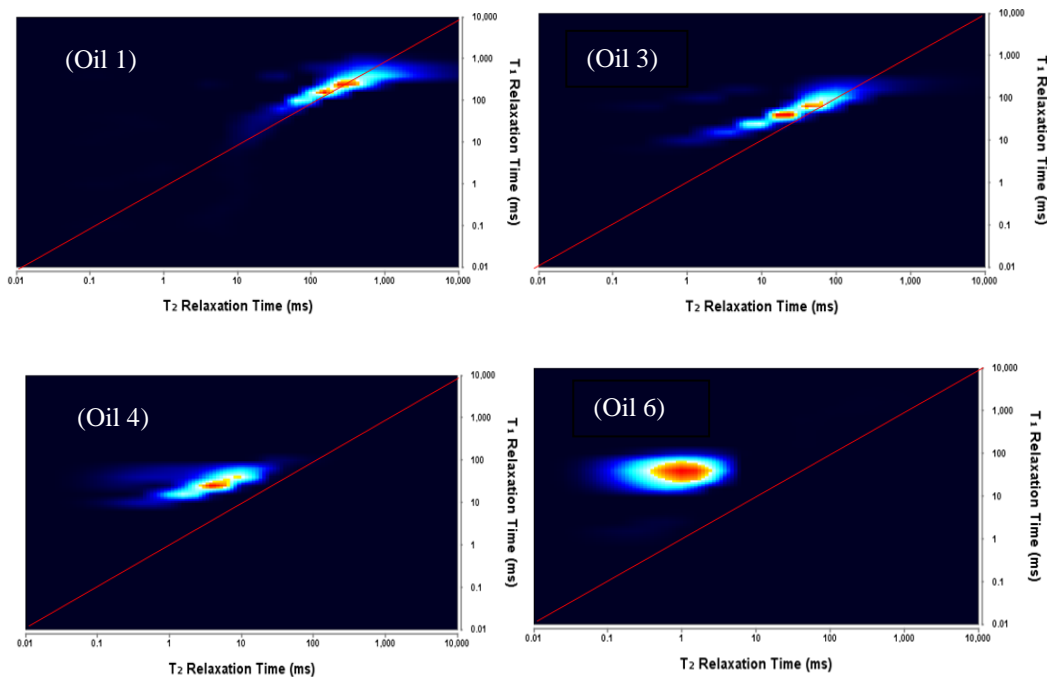 (Oil 1)
10,000
1,000
100
10
1
0.1
0.01
T₁ Relaxation Time (ms)
0.01 0.1 1 10 100 1,000 10,000
T₂ Relaxation Time (ms)
(Oil 3)
10,000
1,000
100
10
1
0.1
0.01
T₁ Relaxation Time (ms)
0.01 0.1 1 10 100 1,000 10,000
T₂ Relaxation Time (ms)
(Oil 4)
10,000
1,000
100
10
1
0.1
0.01
T₁ Relaxation Time (ms)
0.01 0.1 1 10 100 1,000 10,000
T₂ Relaxation Time (ms)
(Oil 6)
10,000
1,000
100
10
1
0.1
0.01
T₁ Relaxation Time (ms)
0.01 0.1 1 10 100 1,000 10,000
T₂ Relaxation Time (ms)